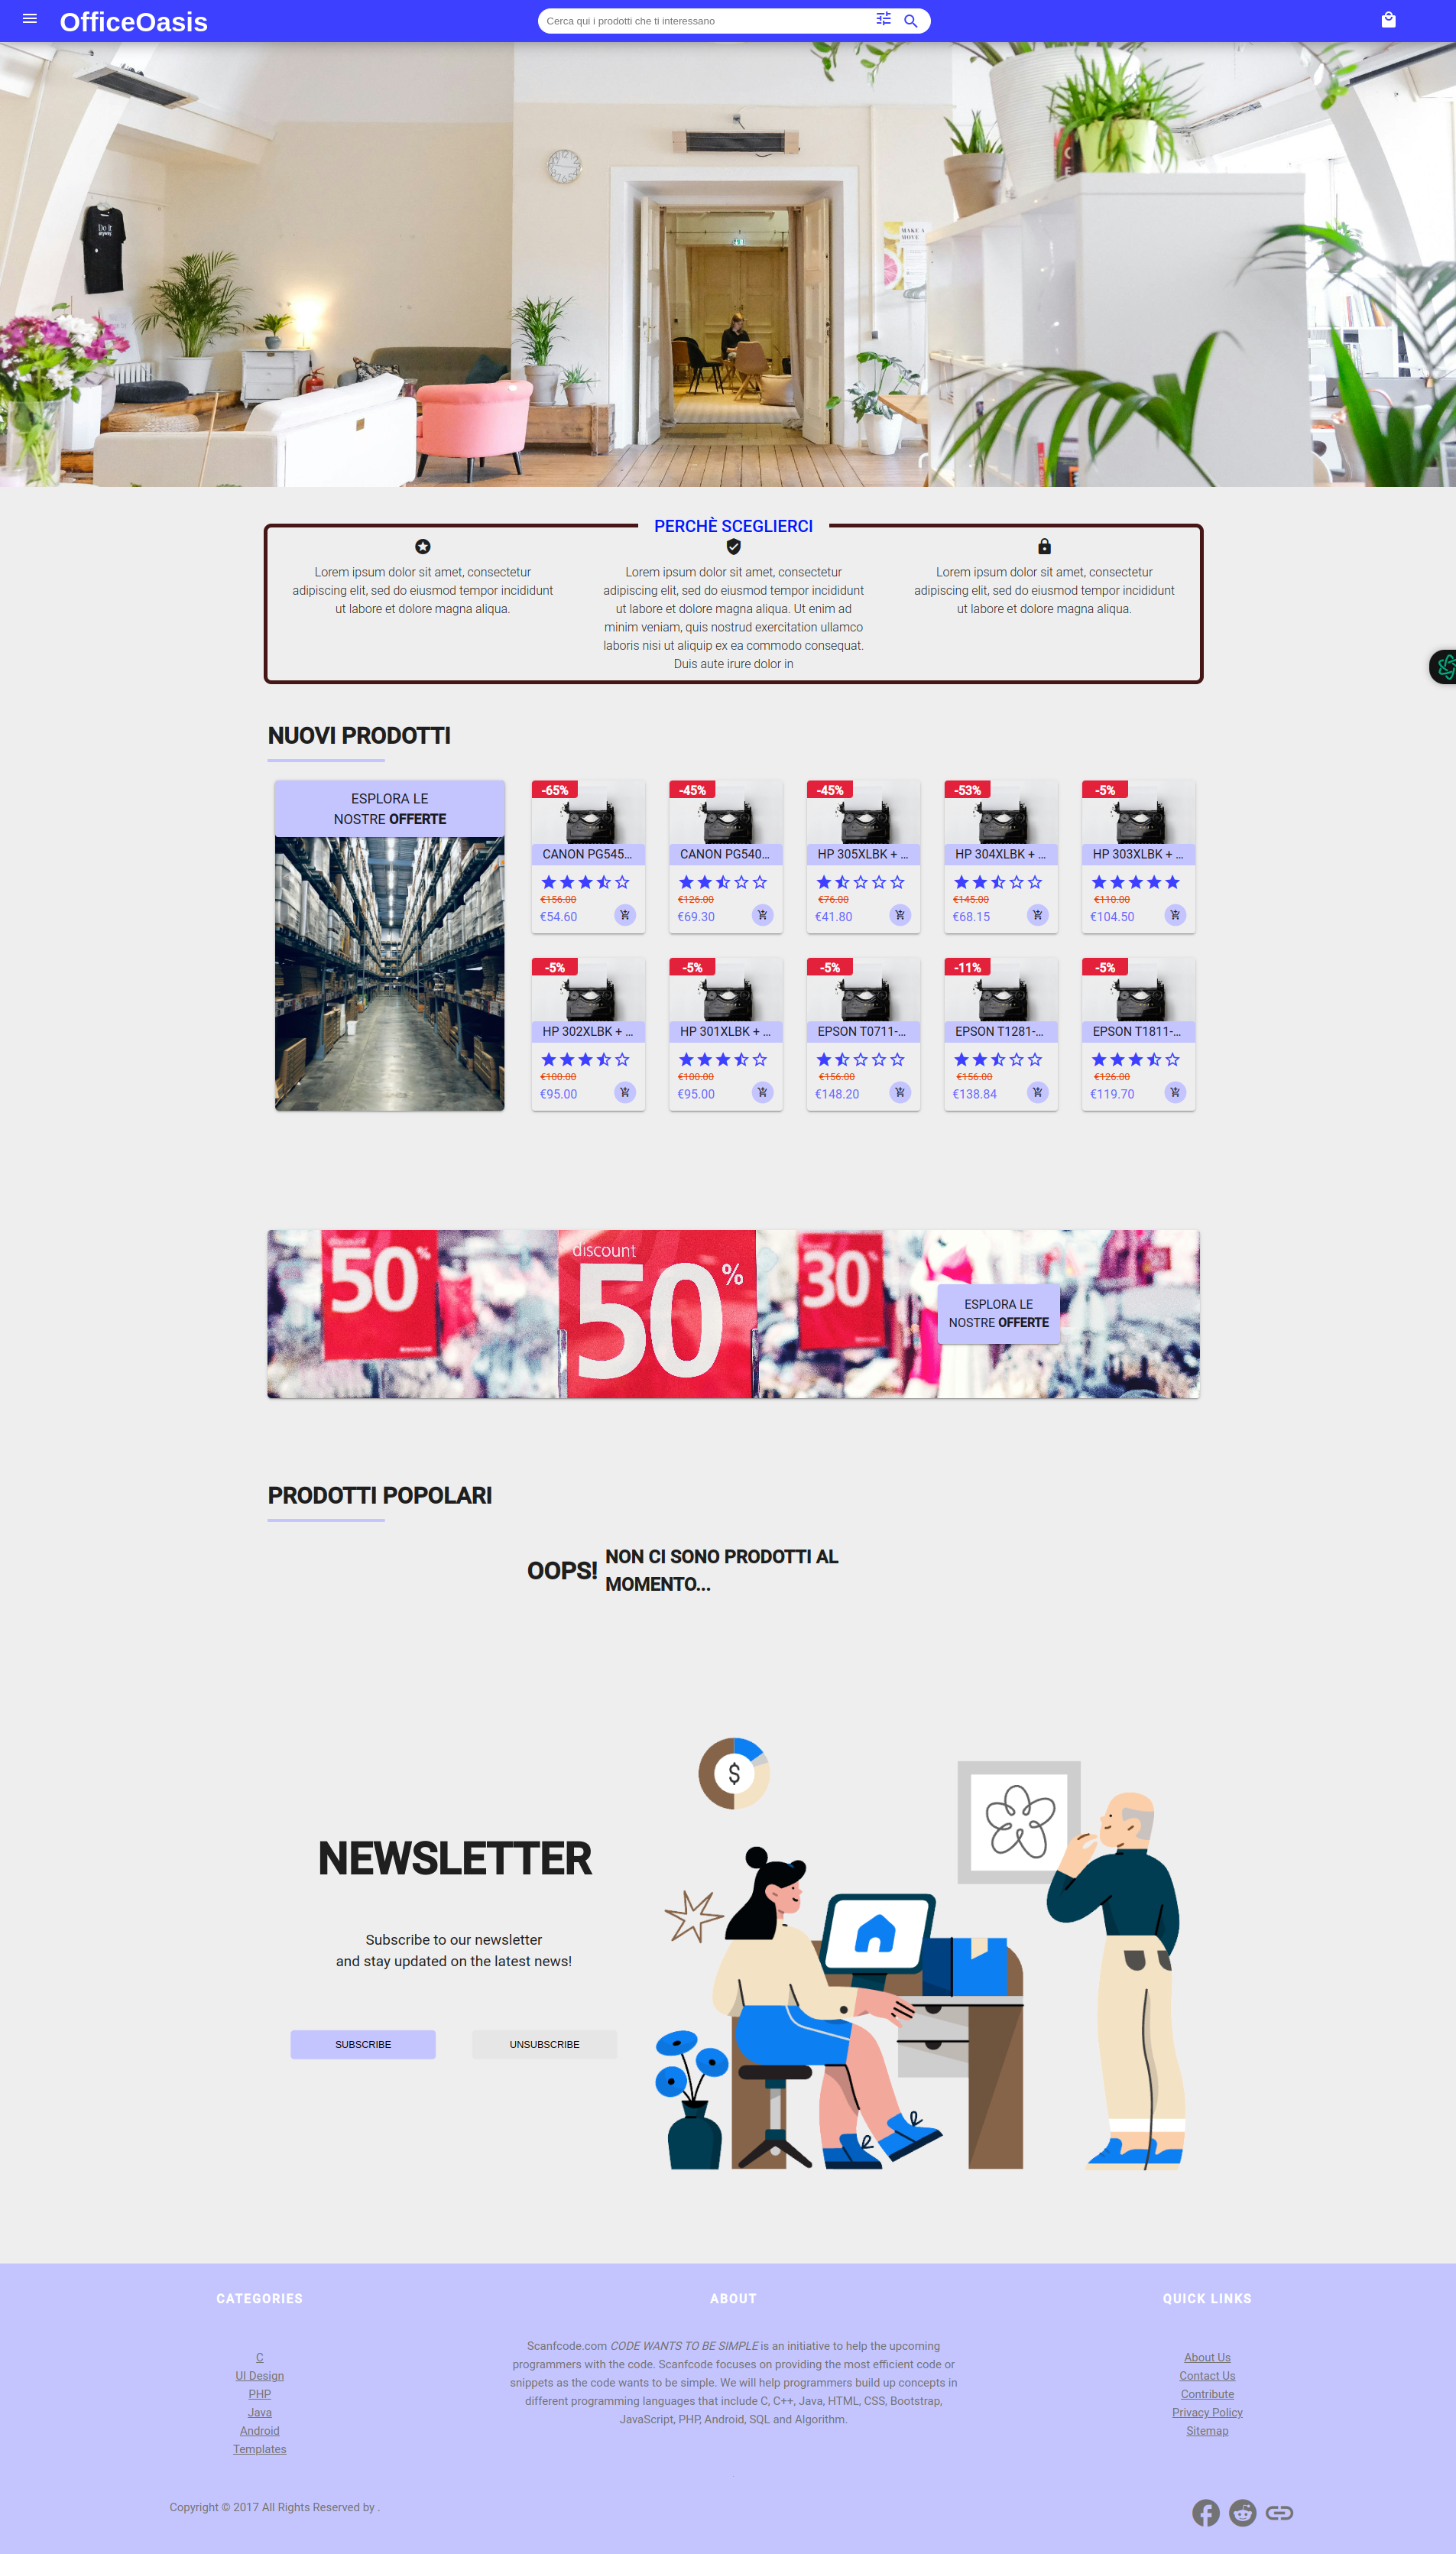 OfficeOasis
Cerca qui i prodotti che ti interessano
Do it
anyway
MAKE A
MOVE
PERCHÈ SCEGLIERCI
Lorem ipsum dolor sit amet, consectetur
adipiscing elit, sed do eiusmod tempor incididunt
ut labore et dolore magna aliqua.
Lorem ipsum dolor sit amet, consectetur
adipiscing elit, sed do eiusmod tempor incididunt
ut labore et dolore magna aliqua. Ut enim ad
minim veniam, quis nostrud exercitation ullamco
laboris nisi ut aliquip ex ea commodo consequat.
Duis aute irure dolor in
Lorem ipsum dolor sit amet, consectetur
adipiscing elit, sed do eiusmod tempor incididunt
ut labore et dolore magna aliqua.
NUOVI PRODOTTI
ESPLORA LE
NOSTRE OFFERTE
-65%
CANON PG545...
€156.00
€54.60
-45%
CANON PG540...
€126.00
€69.30
-45%
HP 305XLBK + ...
€76.00
€41.80
-53%
HP 304XLBK + ...
€145.00
€68.15
-5%
HP 303XLBK + ...
€110.00
€104.50
-5%
HP 302XLBK + ...
€100.00
€95.00
-5%
HP 301XLBK + ...
€100.00
€95.00
-5%
EPSON T0711-...
€156.00
€148.20
-11%
EPSON T1281-...
€156.00
€138.84
-5%
EPSON T1811-...
€126.00
€119.70
discount
50%
discount
50%
30%
ESPLORA LE
NOSTRE OFFERTE
PRODOTTI POPOLARI
OOPS!
NON CI SONO PRODOTTI AL
MOMENTO...
$
NEWSLETTER
Subscribe to our newsletter
and stay updated on the latest news!
SUBSCRIBE
UNSUBSCRIBE
CATEGORIES
C
UI Design
PHP
Java
Android
Templates
ABOUT
Scanfcode.com CODE WANTS TO BE SIMPLE is an initiative to help the upcoming
programmers with the code. Scanfcode focuses on providing the most efficient code or
snippets as the code wants to be simple. We will help programmers build up concepts in
different programming languages that include C, C++, Java, HTML, CSS, Bootstrap,
JavaScript, PHP, Android, SQL and Algorithm.
QUICK LINKS
About Us
Contact Us
Contribute
Privacy Policy
Sitemap
Copyright © 2017 All Rights Reserved by .